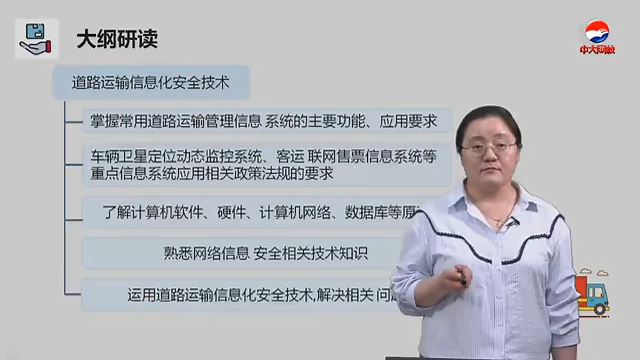 大纲研读
中大网校
道路运输信息化安全技术
掌握常用道路运输管理信息 系统的主要功能、应用要求
车辆卫星定位动态监控系统、客运 联网售票信息系统等
重点信息系统应用相关政策法规的要求
了解计算机软件、硬件、计算机网络、数据库等原
熟悉网络信息 安全相关技术知识
运用道路运输信息化安全技术,解决相关 问